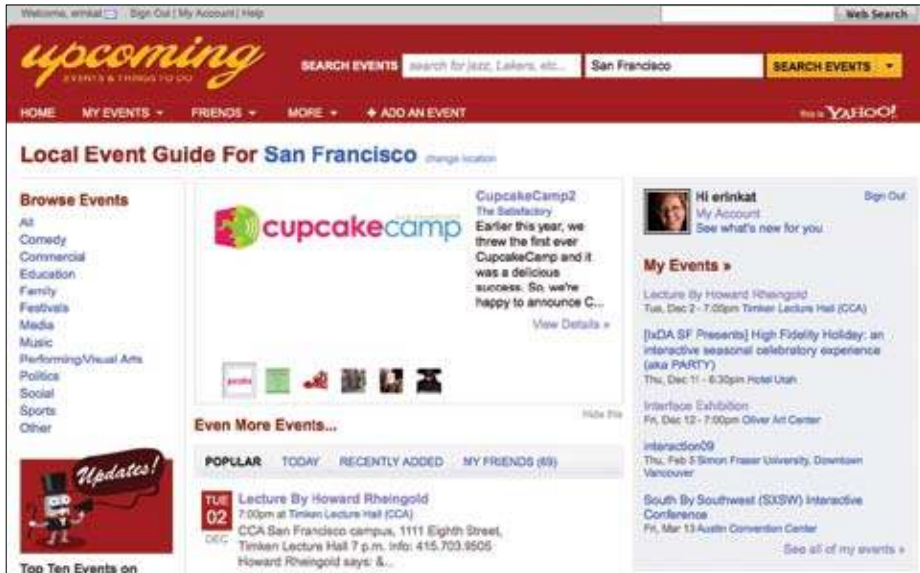 Welcome, erinkat Sign Out | My Account | Help
Web Search
upcoming
EVENTS & THINGS TO DO
SEARCH EVENTS search for jazz, Lakers, etc... San Francisco SEARCH EVENTS
HOME MY EVENTS FRIENDS MORE + ADD AN EVENT
this is YAHOO!
Local Event Guide For San Francisco change location
Browse Events
All
Comedy
Commercial
Education
Family
Festivals
Media
Music
Performing/Visual Arts
Politics
Social
Sports
Other
Updates!
Top Ten Events on
cupcakecamp
CupcakeCamp2
The Satisfactory
Earlier this year, we
threw the first ever
CupcakeCamp and it
was a delicious
success. So, we're
happy to announce C...
View Details »
Hide this
Even More Events...
POPULAR TODAY RECENTLY ADDED MY FRIENDS (69)
TUE
02
DEC
Lecture By Howard Rheingold
7:00pm at Timken Lecture Hall (CCA)
CCA San Francisco campus, 1111 Eighth Street,
Timken Lecture Hall 7 p.m. Info: 415.703.9505
Howard Rheingold says: &...
Hi erinkat Sign Out
My Account
See what's new for you
My Events »
Lecture By Howard Rheingold
Tue, Dec 2 - 7:00pm Timken Lecture Hall (CCA)
[IxDA SF Presents] High Fidelity Holiday: an
interactive seasonal celebratory experience
(aka PARTY)
Thu, Dec 11 - 6:30pm Hotel Utah
Interface Exhibition
Fri, Dec 12 - 7:00pm Oliver Art Center
interaction09
Thu, Feb 5 Simon Fraser University, Downtown
Vancouver
South By Southwest (SXSW) Interactive
Conference
Fri, Mar 13 Austin Convention Center
See all of my events »